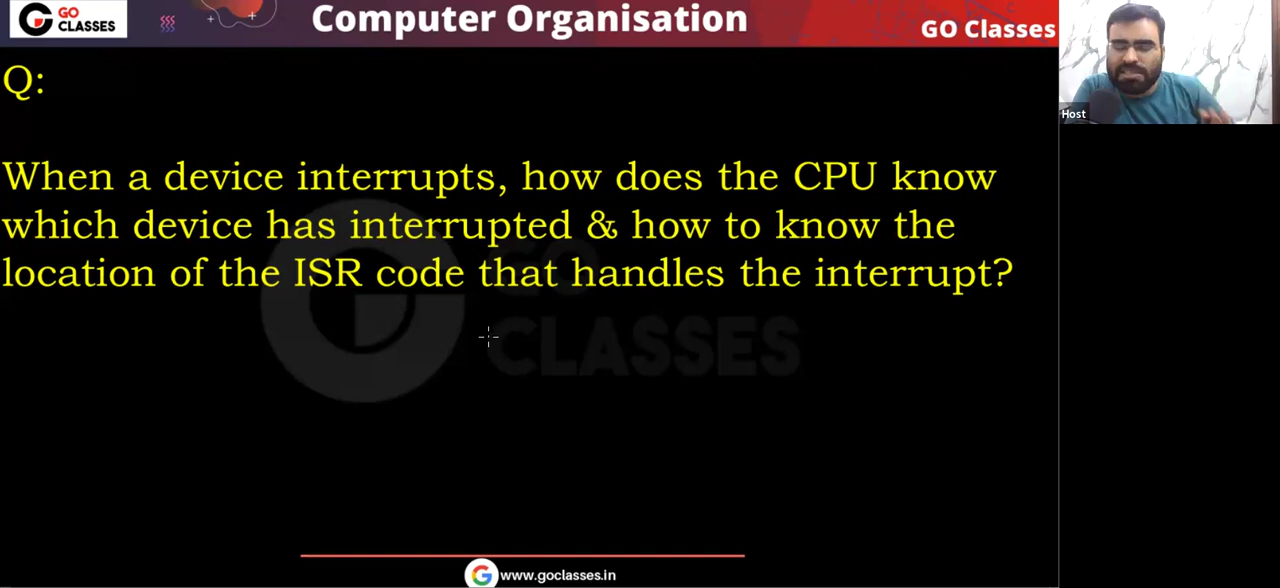 GO
CLASSES
Computer Organisation
GO Classes
Q:
When a device interrupts, how does the CPU know
which device has interrupted & how to know the
location of the ISR code that handles the interrupt?
GO
CLASSES
www.goclasses.in
Host